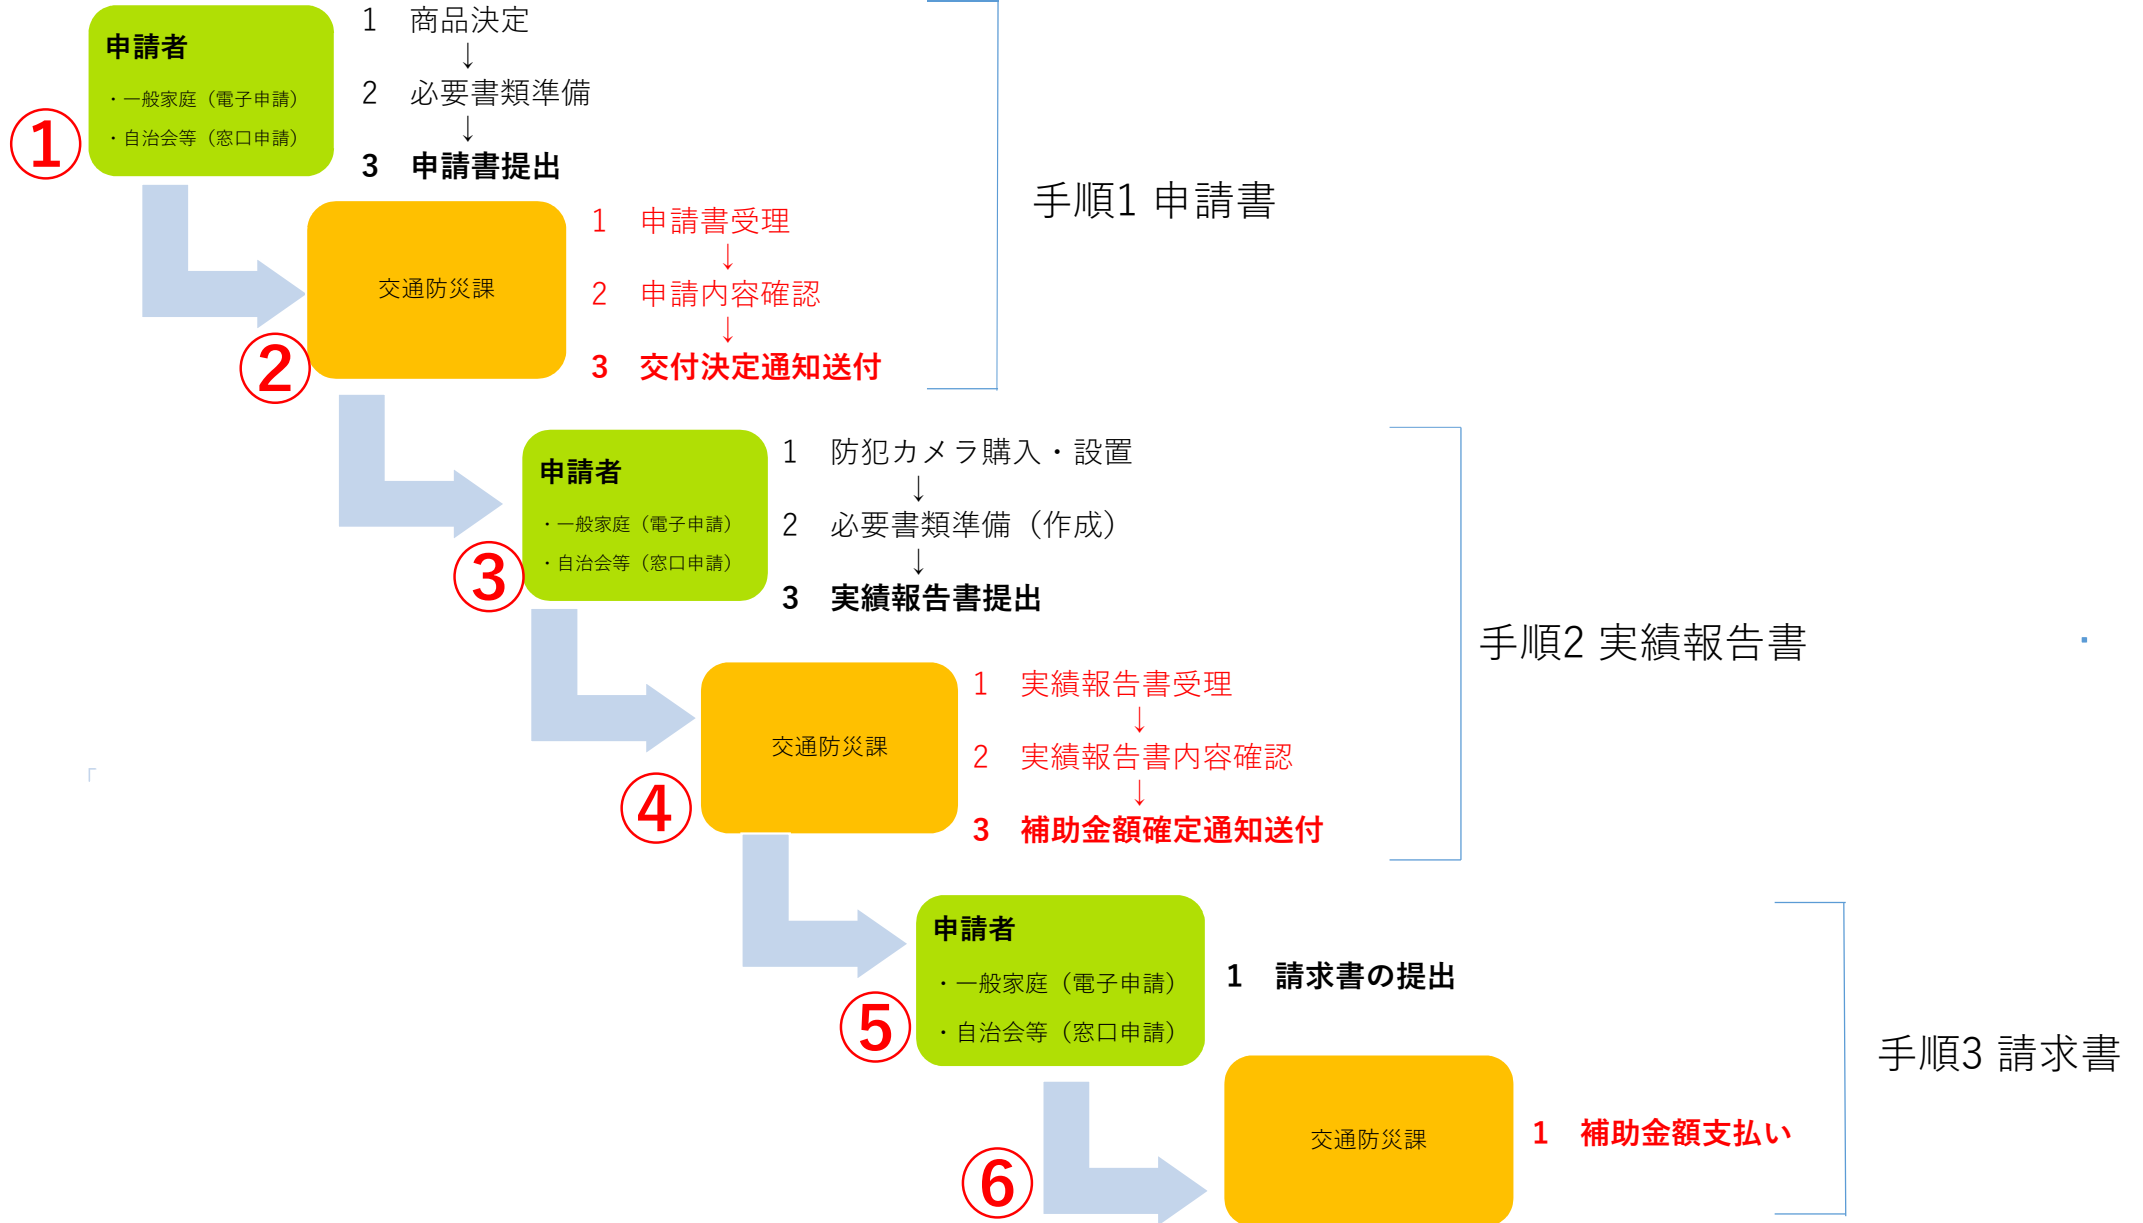 申請者
・一般家庭（電子申請）
・自治会等（窓口申請）
①
1　商品決定
↓
2　必要書類準備
↓
3　申請書提出
交通防災課
②
1　申請書受理
↓
2　申請内容確認
↓
3　交付決定通知送付
手順1 申請書
申請者
・一般家庭（電子申請）
・自治会等（窓口申請）
③
1　防犯カメラ購入・設置
↓
2　必要書類準備（作成）
↓
3　実績報告書提出
交通防災課
④
1　実績報告書受理
↓
2　実績報告書内容確認
↓
3　補助金額確定通知送付
手順2 実績報告書
申請者
・一般家庭（電子申請）
・自治会等（窓口申請）
⑤
1　請求書の提出
交通防災課
⑥
1　補助金額支払い
手順3 請求書